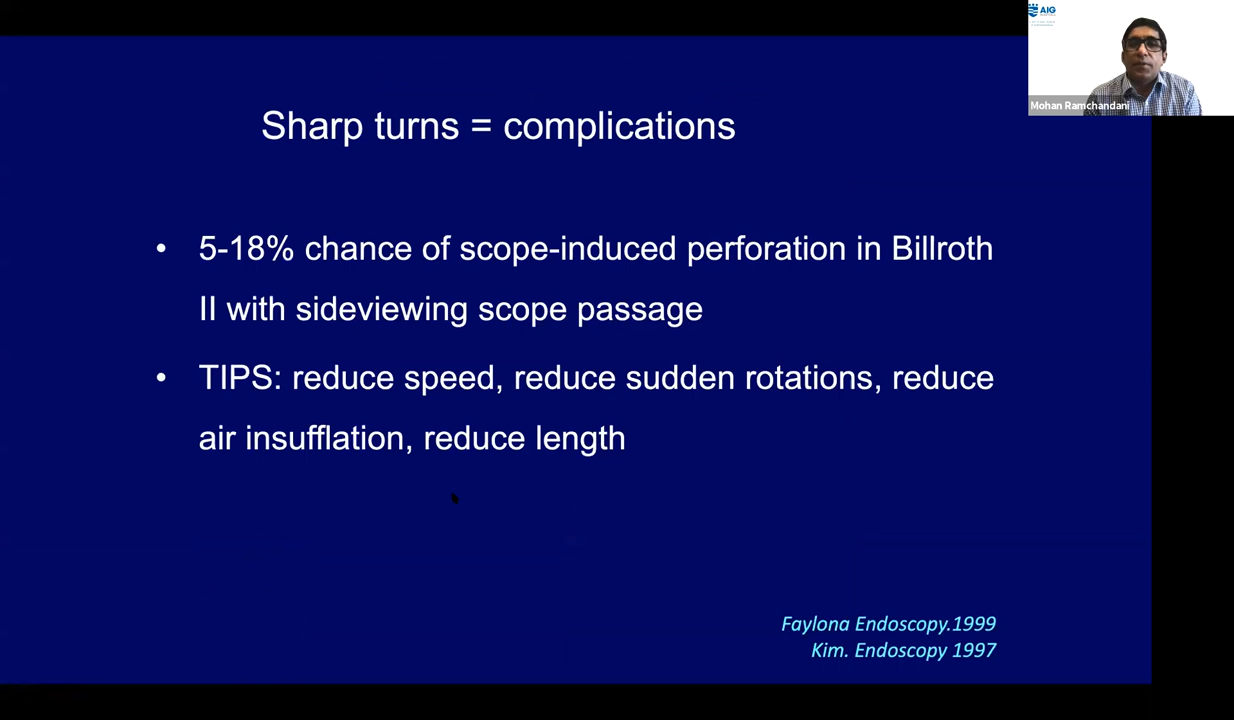 AIG
Mohan Ramchandani
Sharp turns = complications
• 5-18% chance of scope-induced perforation in Billroth
II with sideviewing scope passage
• TIPS: reduce speed, reduce sudden rotations, reduce
air insufflation, reduce length
Faylona Endoscopy.1999
Kim. Endoscopy 1997